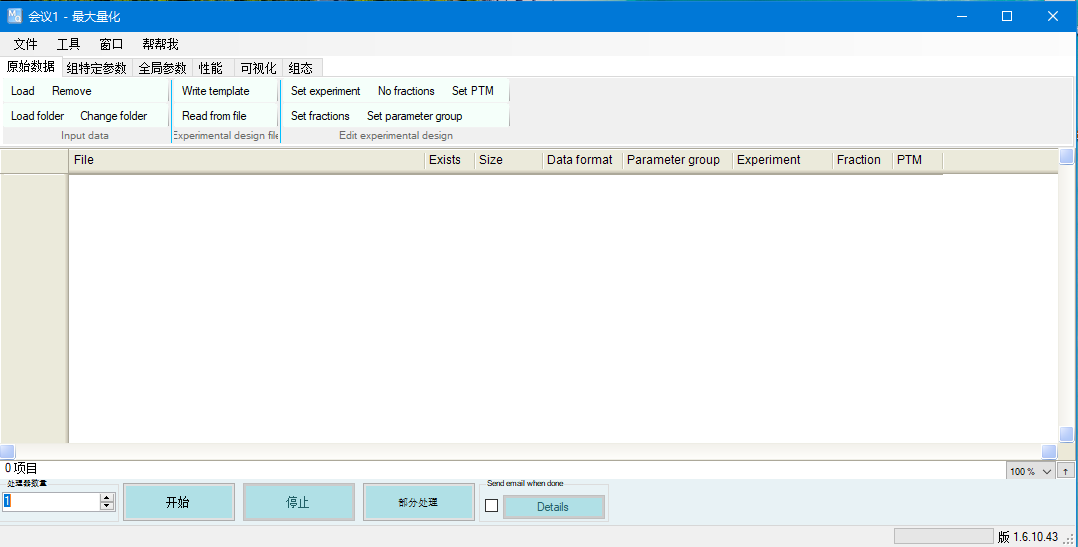 会议1 - 最大量化
文件 工具 窗口 帮帮我
原始数据 组特定参数 全局参数 性能 可视化 组态
Load Remove Write template Set experiment No fractions Set PTM
Load folder Change folder Read from file Set fractions Set parameter group
Input data Experimental design file Edit experimental design
File Exists Size Data format Parameter group Experiment Fraction PTM
0 项目
100 % ↑
处理器数量 Send email when done
1 开始 停止 部分处理 Details
版 1.6.10.43